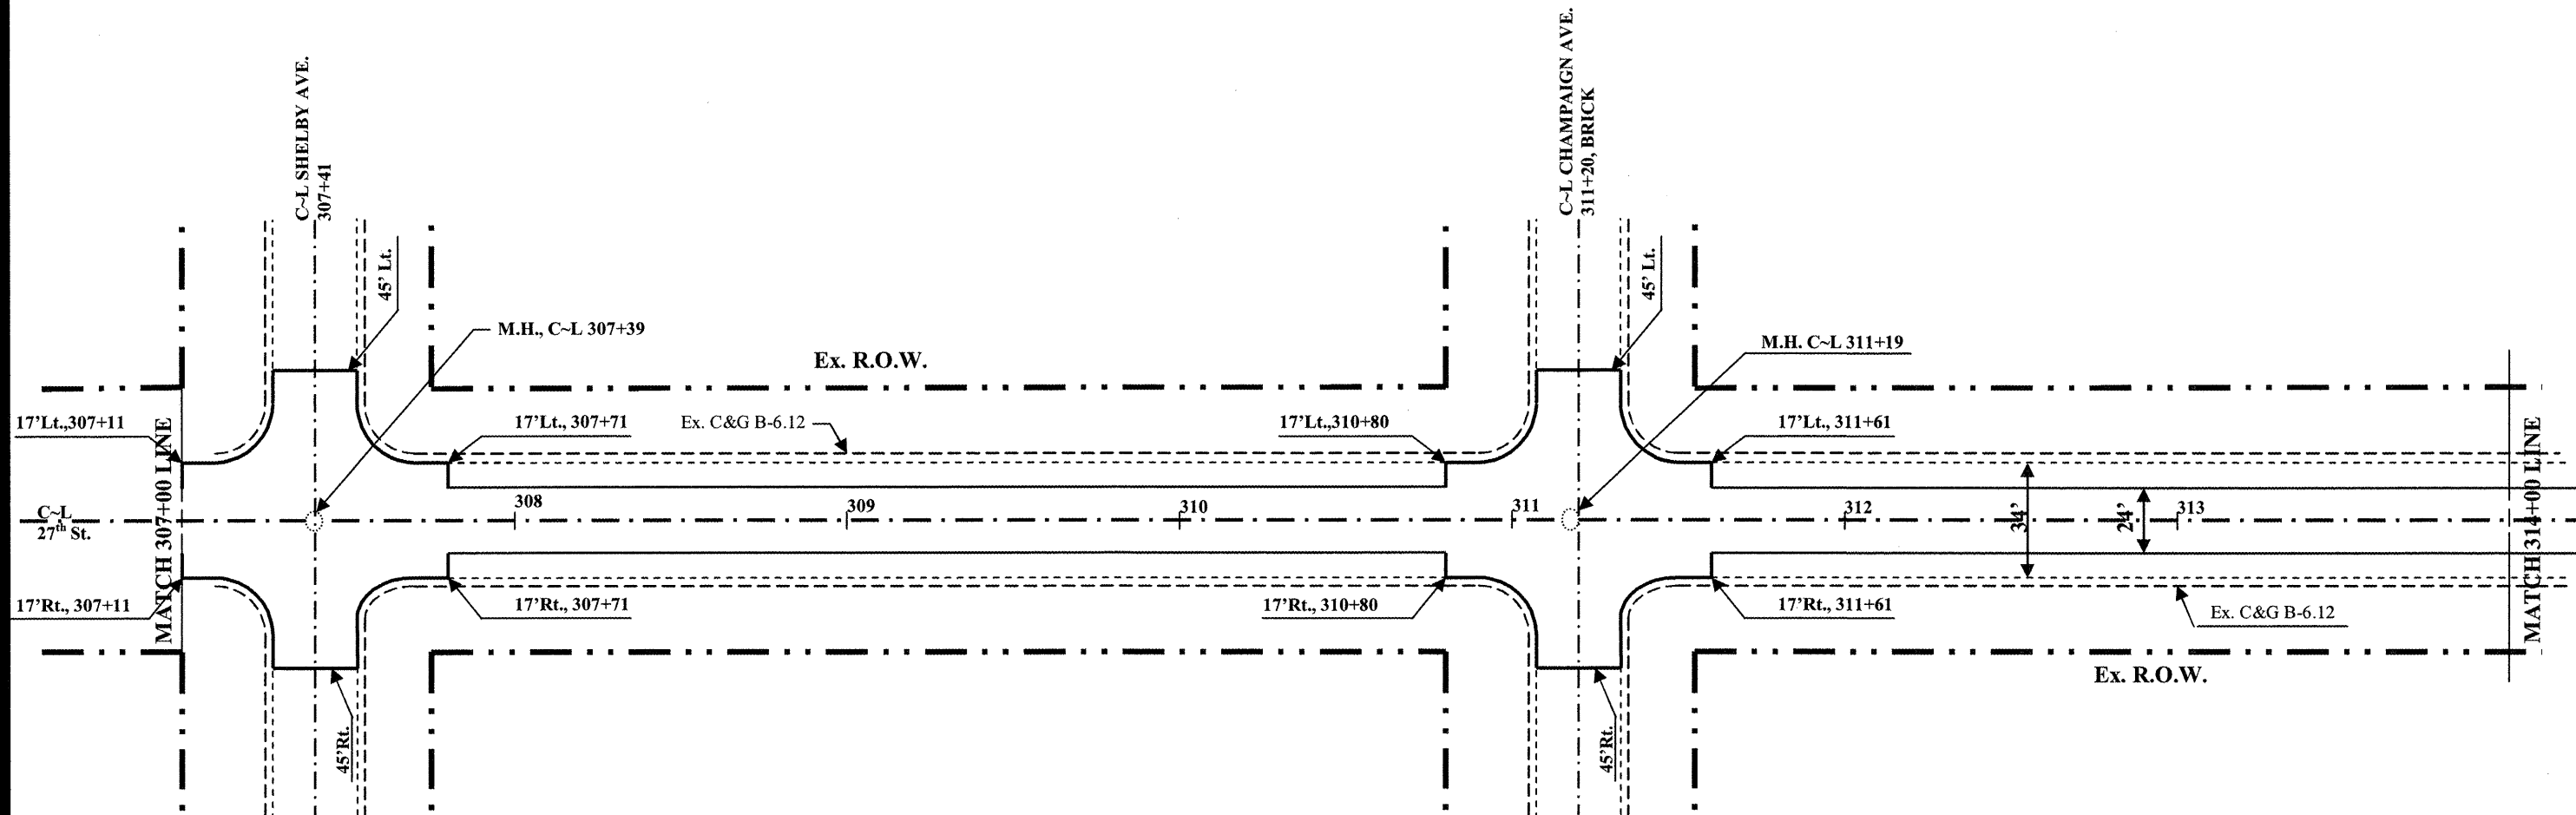 C~L SHELBY AVE.
307+41
C~L CHAMPAIGN AVE.
311+20, BRICK
45' Lt.
45' Lt.
M.H., C~L 307+39
M.H. C~L 311+19
Ex. R.O.W.
17'Lt.,307+11
17'Lt., 307+71
Ex. C&G B-6.12
17'Lt.,310+80
17'Lt., 311+61
MATCH 307+00 LINE
MATCH 314+00 LINE
C~L
27th St.
308
309
310
311
312
313
34'
24'
17'Rt., 307+11
17'Rt., 307+71
17'Rt., 310+80
17'Rt., 311+61
Ex. C&G B-6.12
Ex. R.O.W.
45'Rt.
45'Rt.